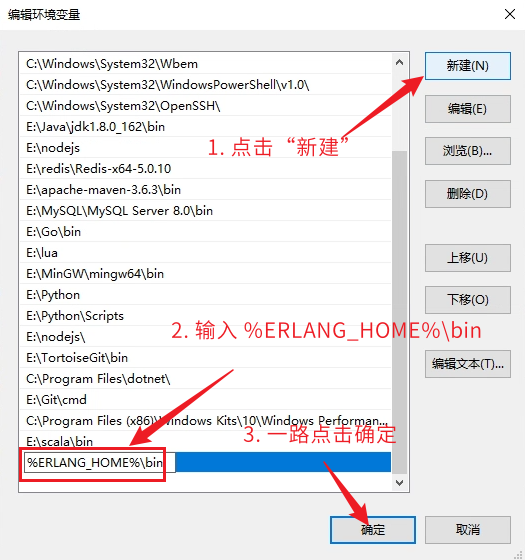 编辑环境变量
C:\Windows\System32\Wbem
C:\Windows\System32\WindowsPowerShell\v1.0\
C:\Windows\System32\OpenSSH\
E:\Java\jdk1.8.0_162\bin
E:\nodejs
E:\redis\Redis-x64-5.0.10
E:\apache-maven-3.6.3\bin
E:\MySQL\MySQL Server 8.0\bin
E:\Go\bin
E:\lua
E:\MinGW\mingw64\bin
E:\Python
E:\Python\Scripts
E:\nodejs\
E:\TortoiseGit\bin
C:\Program Files\dotnet\
E:\Git\cmd
C:\Program Files (x86)\Windows Kits\10\Windows Performan...
E:\scala\bin
%ERLANG_HOME%\bin
1. 点击“新建”
2. 输入 %ERLANG_HOME%\bin
3. 一路点击确定
新建(N)
编辑(E)
浏览(B)...
删除(D)
上移(U)
下移(O)
编辑文本(T)...
确定
取消